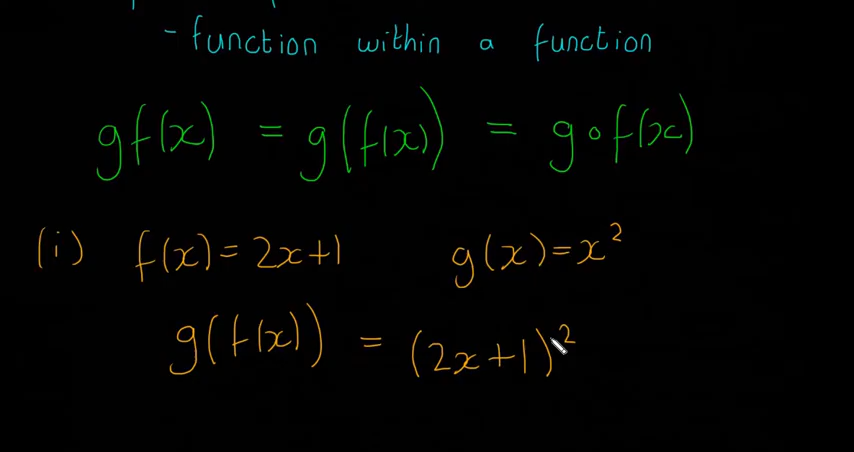 - function within a function
gf(x) = g(f(x)) = g∘f(x)
(i) f(x) = 2x+1 g(x) = x²
g(f(x)) = (2x+1)²